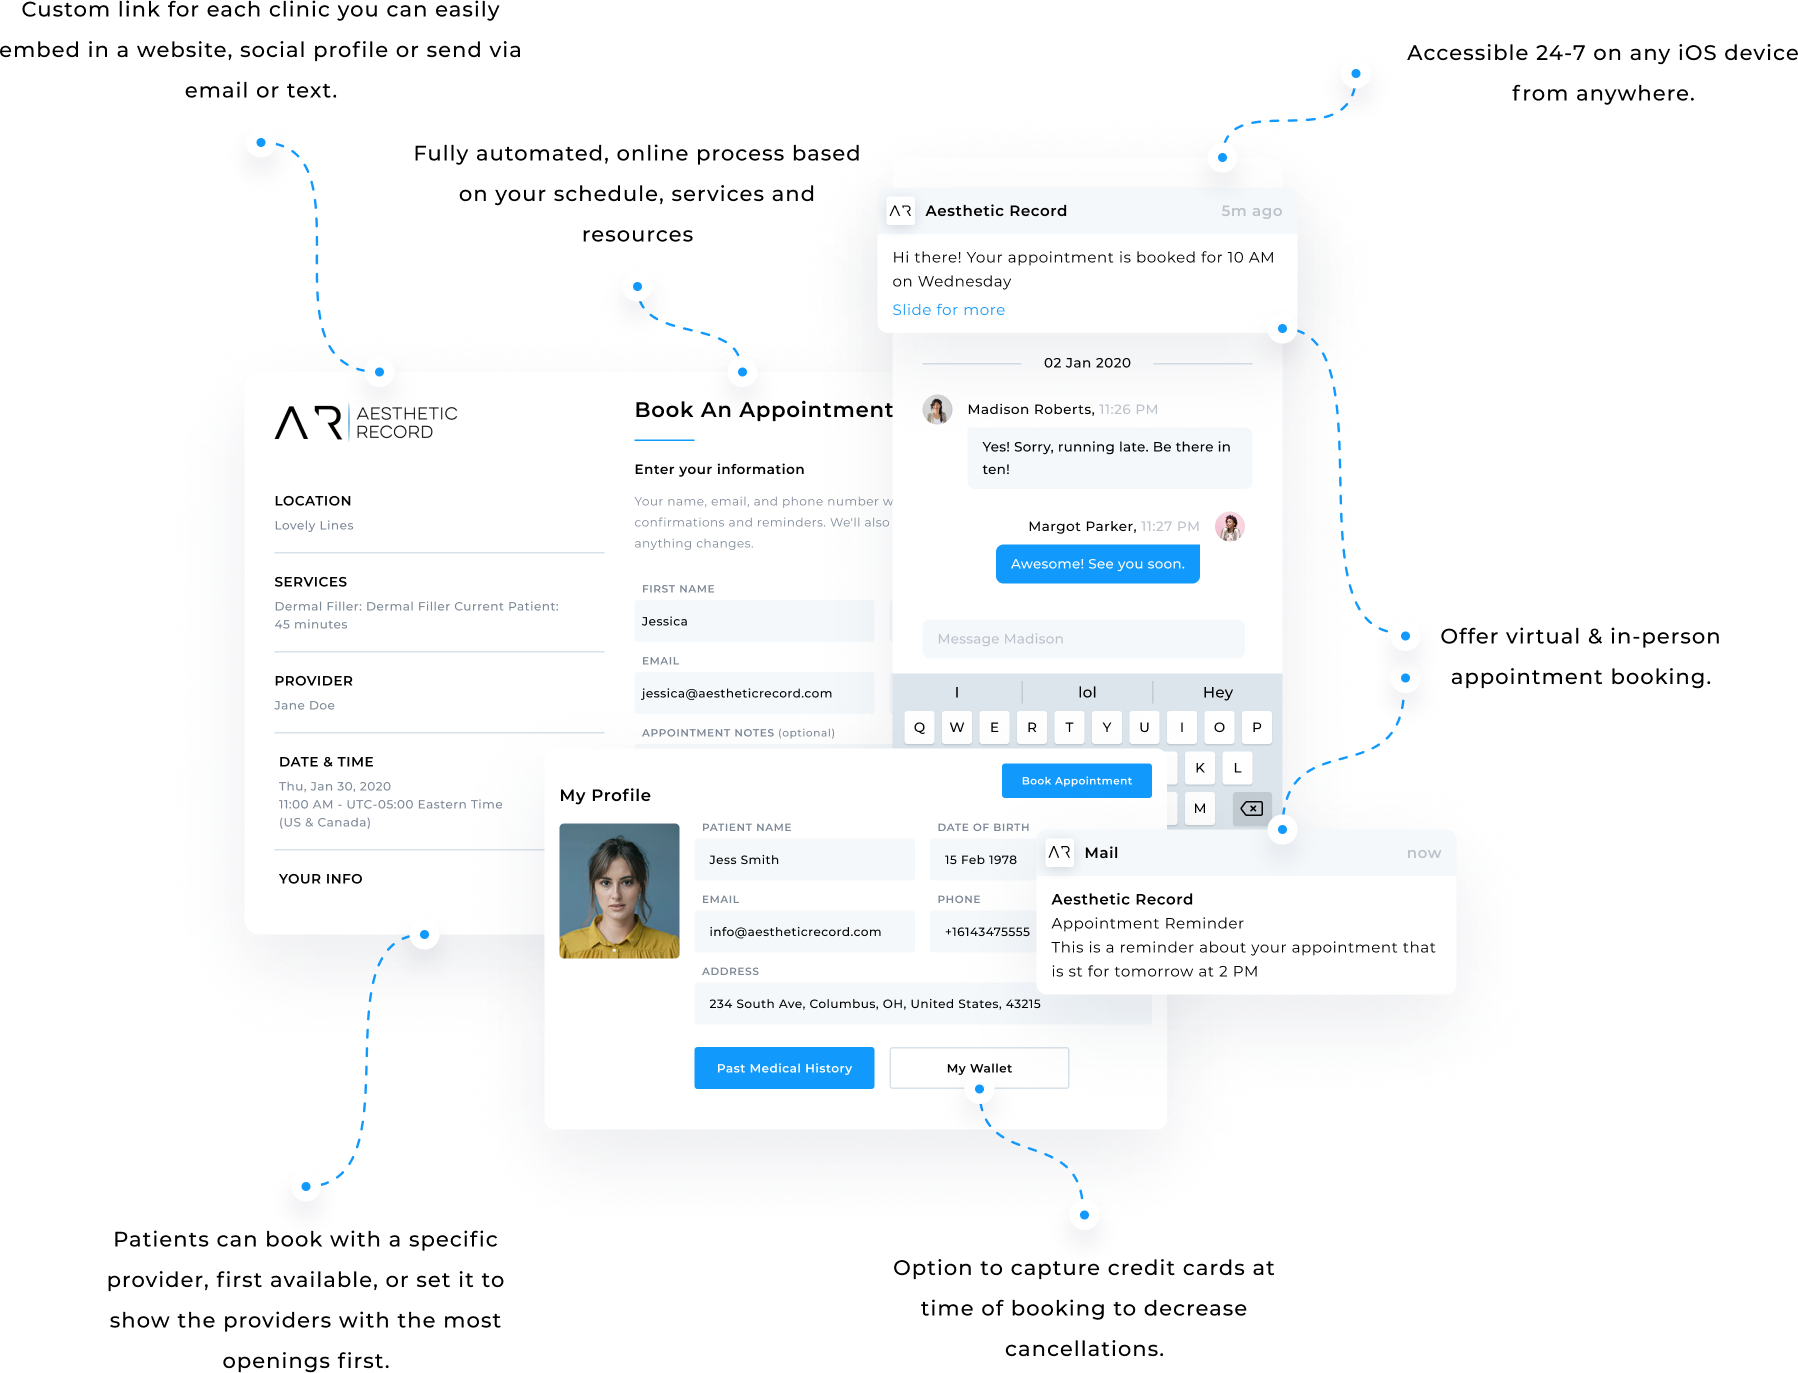 Custom link for each clinic you can easily
embed in a website, social profile or send via
email or text.
Accessible 24-7 on any iOS device
from anywhere.
Fully automated, online process based
on your schedule, services and
resources
AR Aesthetic Record 5m ago
Hi there! Your appointment is booked for 10 AM
on Wednesday
Slide for more
02 Jan 2020
Madison Roberts, 11:26 PM
Yes! Sorry, running late. Be there in
ten!
Margot Parker, 11:27 PM
Awesome! See you soon.
Message Madison
I lol Hey
Q W E R T Y U I O P
K L
M
AR AESTHETIC
RECORD
LOCATION
Lovely Lines
SERVICES
Dermal Filler: Dermal Filler Current Patient:
45 minutes
PROVIDER
Jane Doe
DATE & TIME
Thu, Jan 30, 2020
11:00 AM - UTC-05:00 Eastern Time
(US & Canada)
YOUR INFO
Book An Appointment
Enter your information
Your name, email, and phone number w
confirmations and reminders. We'll also
anything changes.
FIRST NAME
Jessica
EMAIL
jessica@aestheticrecord.com
APPOINTMENT NOTES (optional)
Offer virtual & in-person
appointment booking.
My Profile
Book Appointment
PATIENT NAME
Jess Smith
DATE OF BIRTH
15 Feb 1978
EMAIL
info@aestheticrecord.com
PHONE
+16143475555
ADDRESS
234 South Ave, Columbus, OH, United States, 43215
Past Medical History
My Wallet
AR Mail now
Aesthetic Record
Appointment Reminder
This is a reminder about your appointment that
is st for tomorrow at 2 PM
Patients can book with a specific
provider, first available, or set it to
show the providers with the most
openings first.
Option to capture credit cards at
time of booking to decrease
cancellations.